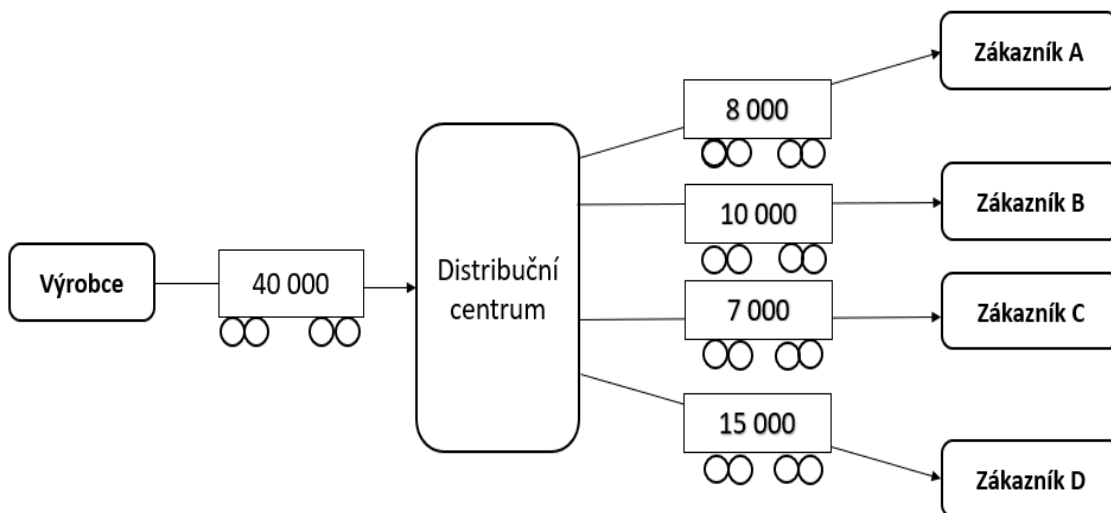 Výrobce
40 000
Distribuční
centrum
8 000
10 000
7 000
15 000
Zákazník A
Zákazník B
Zákazník C
Zákazník D